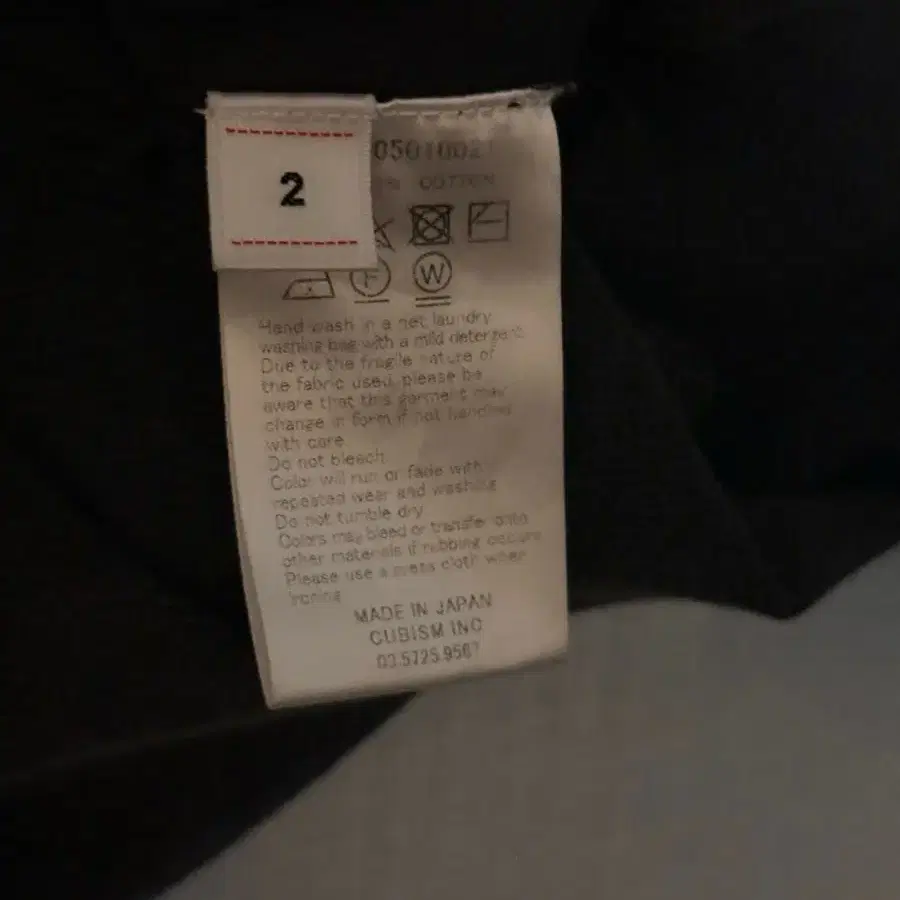 2
COTTON
F
W
Hand wash in a net laundry
washing bag with a mild detergent
Due to the fragile nature of
the fabric used, please be
aware that this garment may
change in form if not handled
with care
Do not bleach
Color will run or fade with
repeated wear and washing
Do not tumble dry
Colors may bleed or transfer onto
other materials if rubbing occurs
Please use a press cloth when
ironing
MADE IN JAPAN
CUBISM INC
03.5725.9567